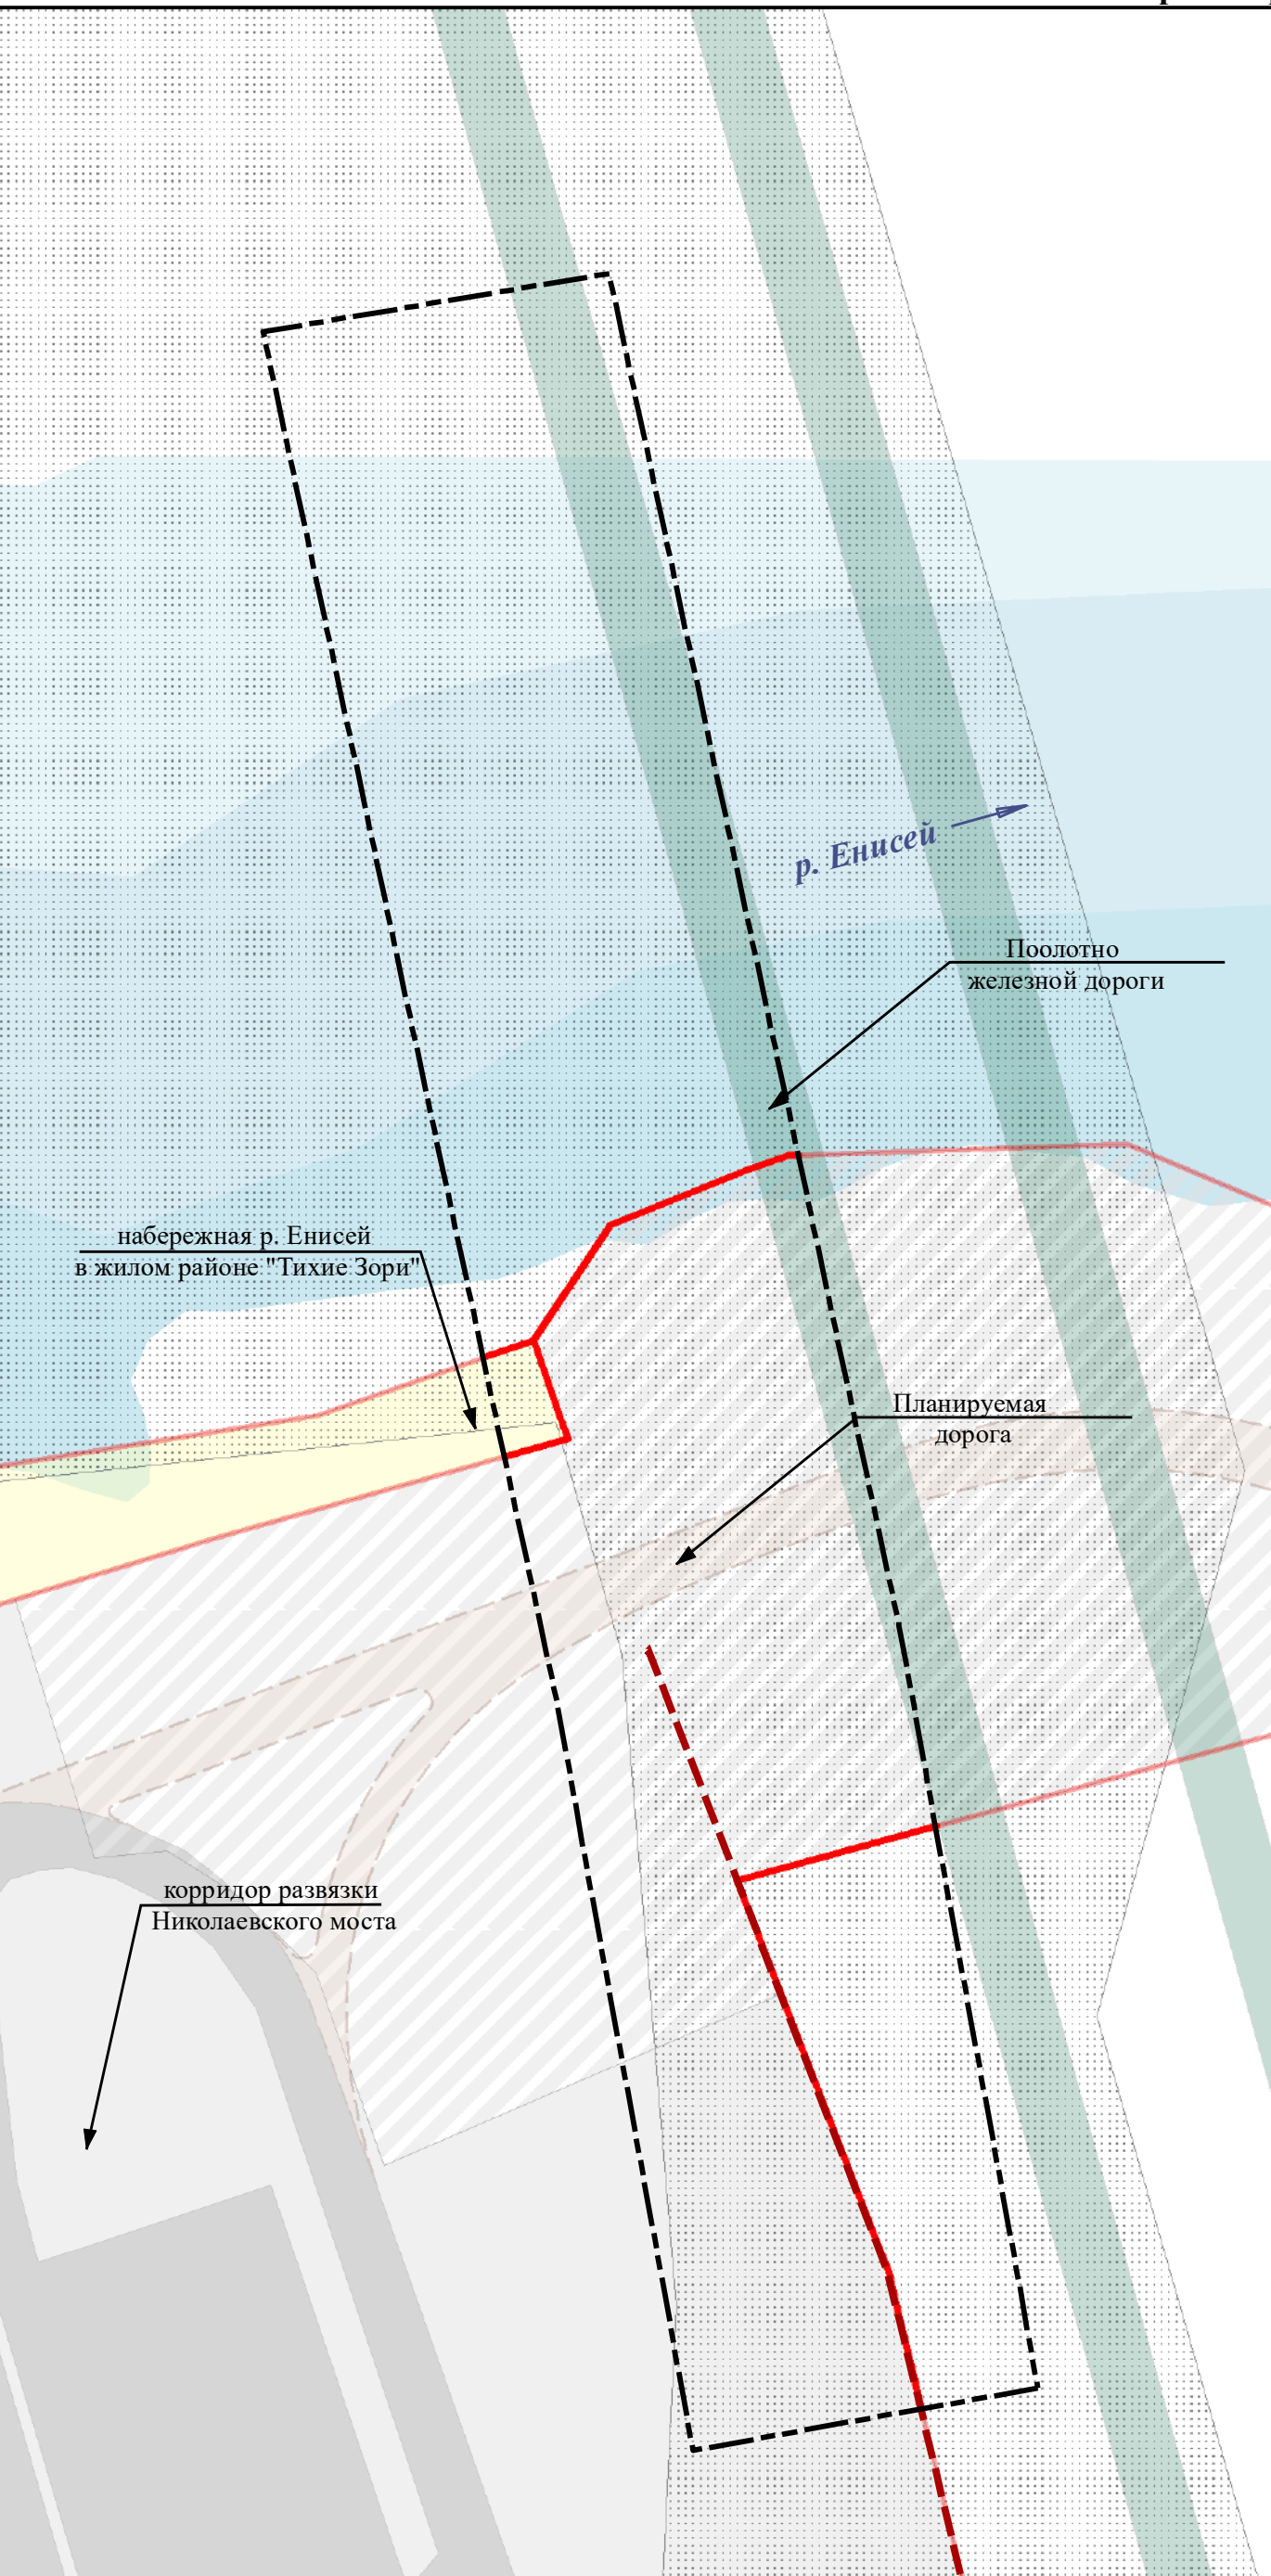 р. Енисей
Поолотно
железной дороги
набережная р. Енисей
в жилом районе "Тихие Зори"
Планируемая
дорога
корридор развязки
Николаевского моста